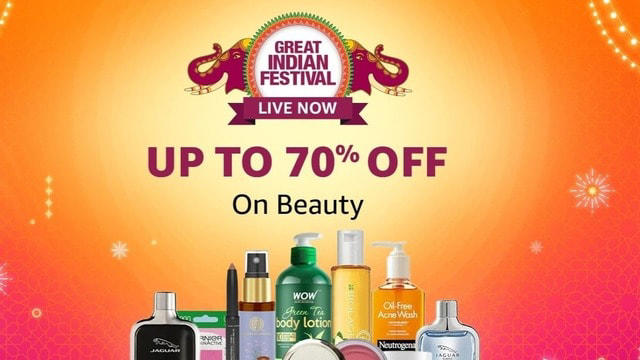 GREAT
INDIAN
FESTIVAL
LIVE NOW
UP TO 70% OFF
On Beauty
WOW
Green Tea
body lotion
Oil-Free
Acne Wash
Neutrogena
JAGUAR
JAGUAR